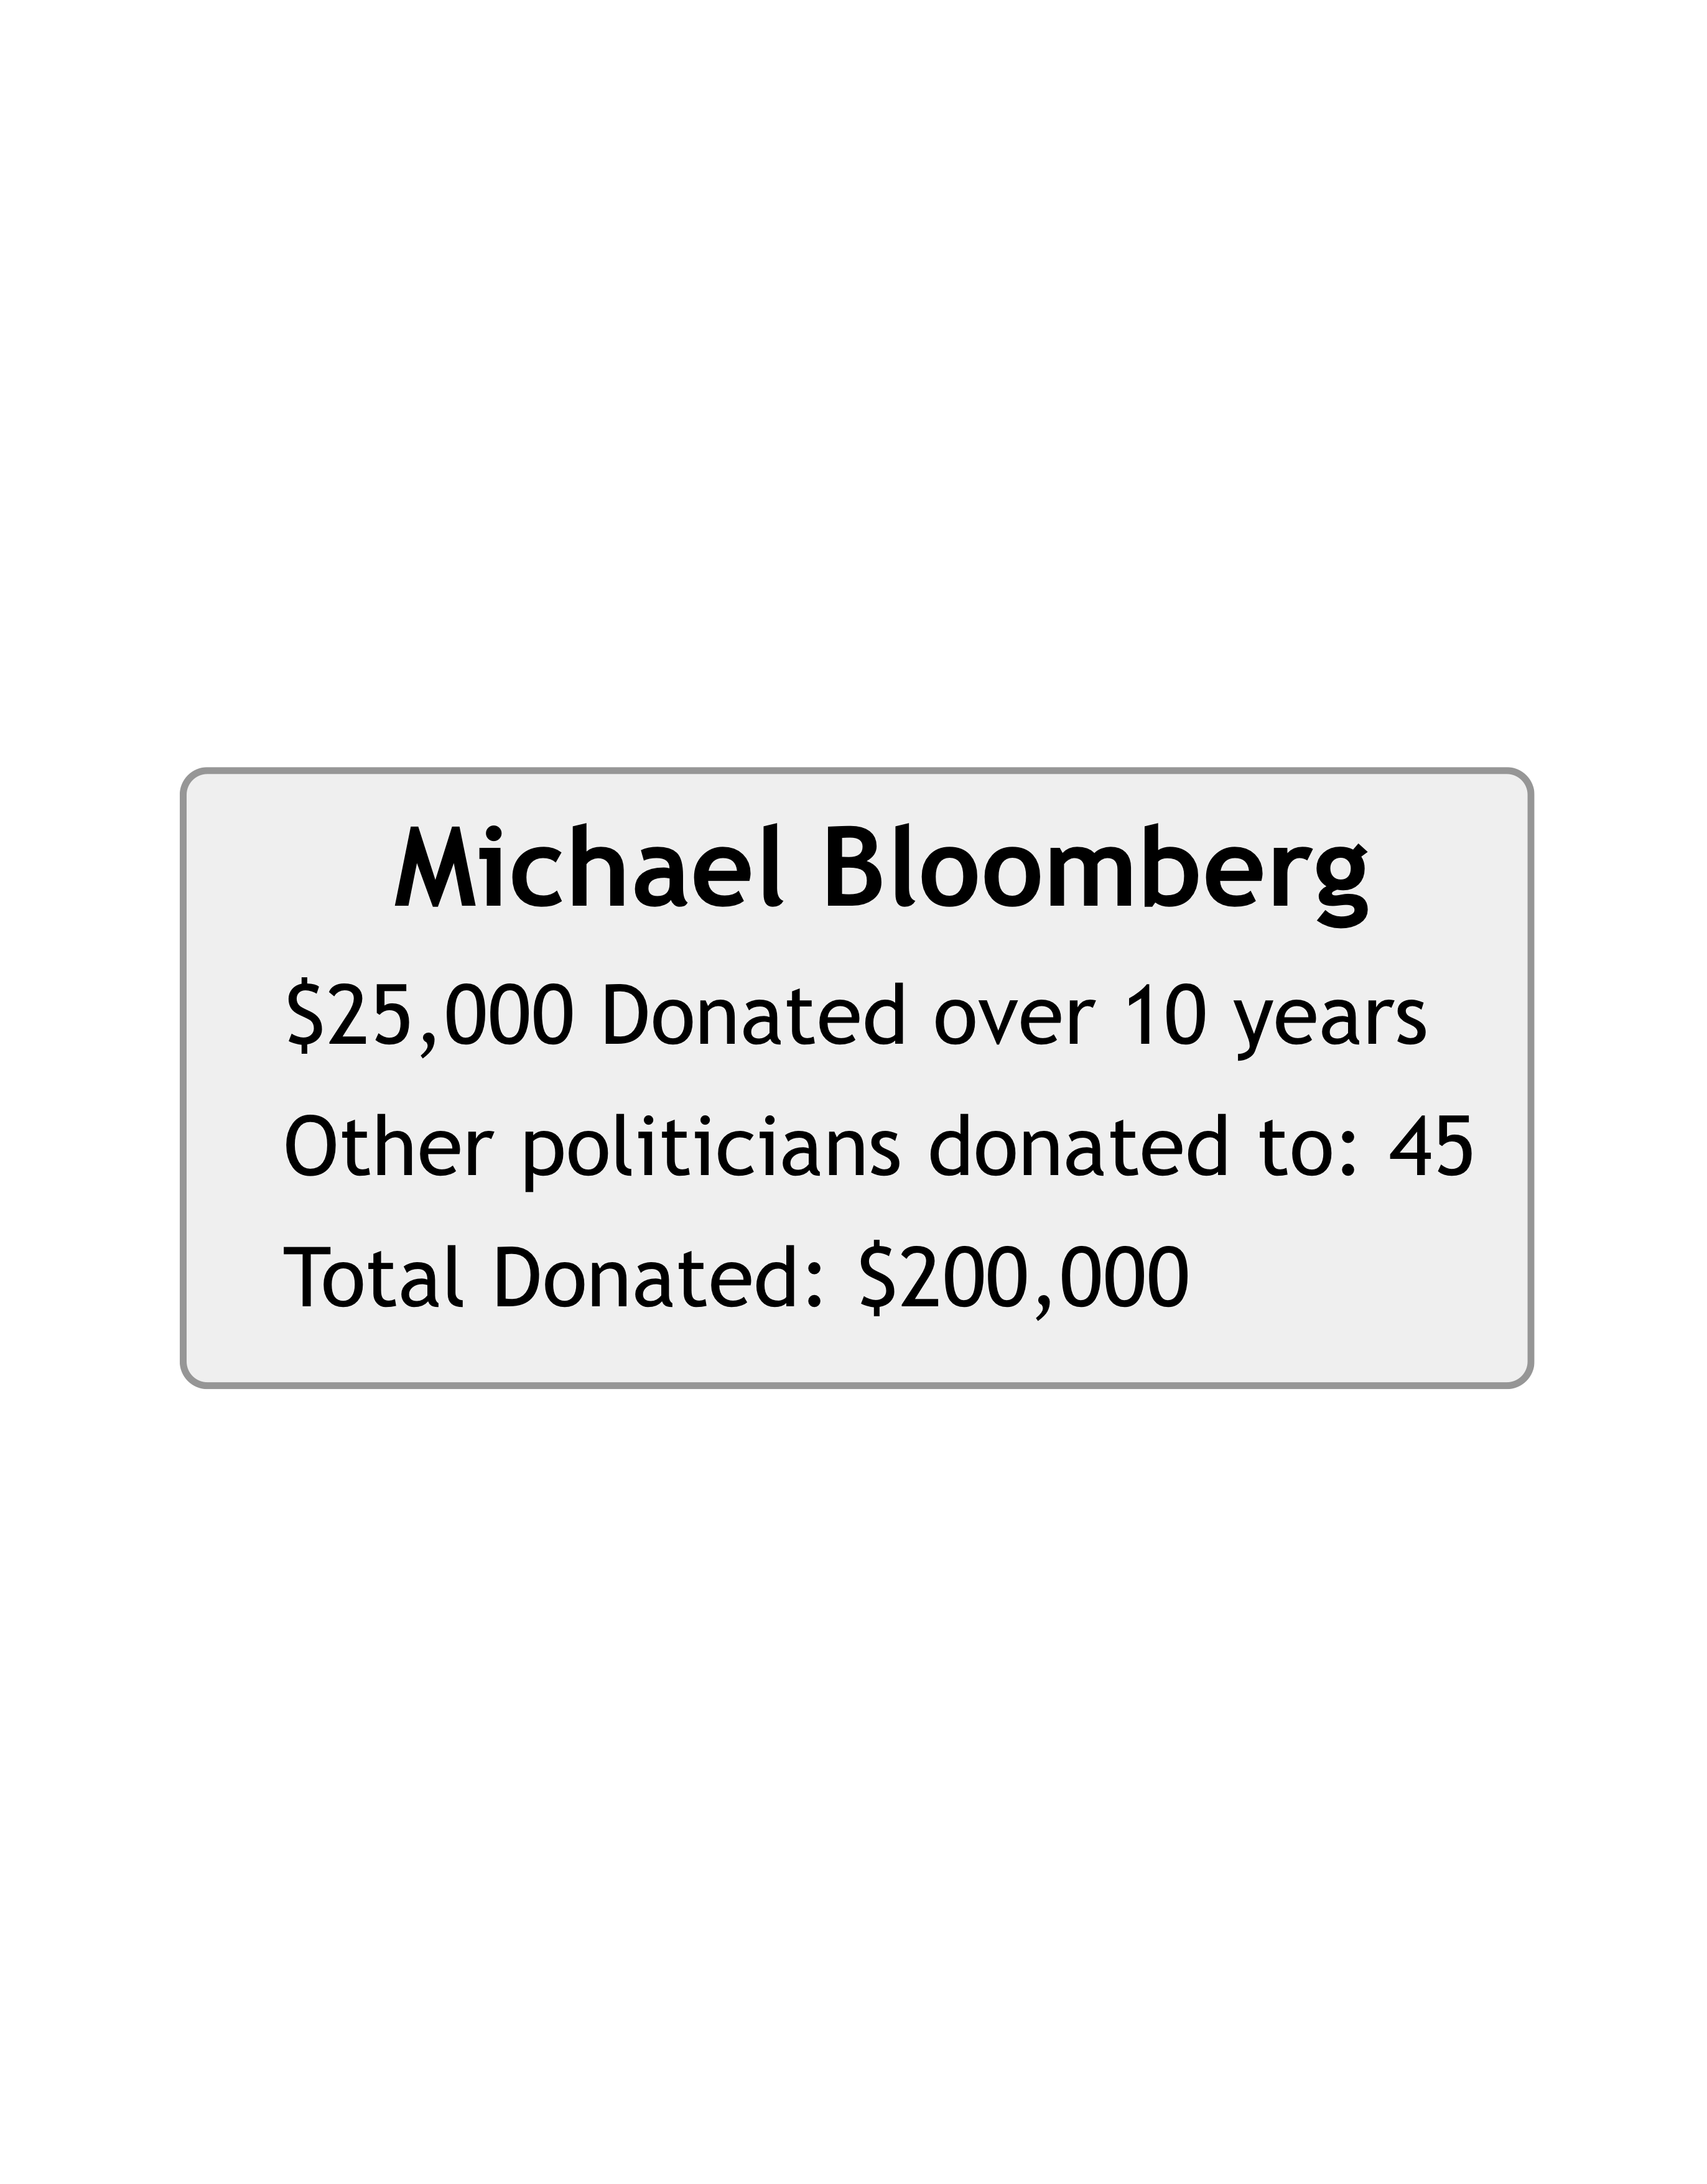 Michael Bloomberg
$25,000 Donated over 10 years
Other politicians donated to: 45
Total Donated: $200,000